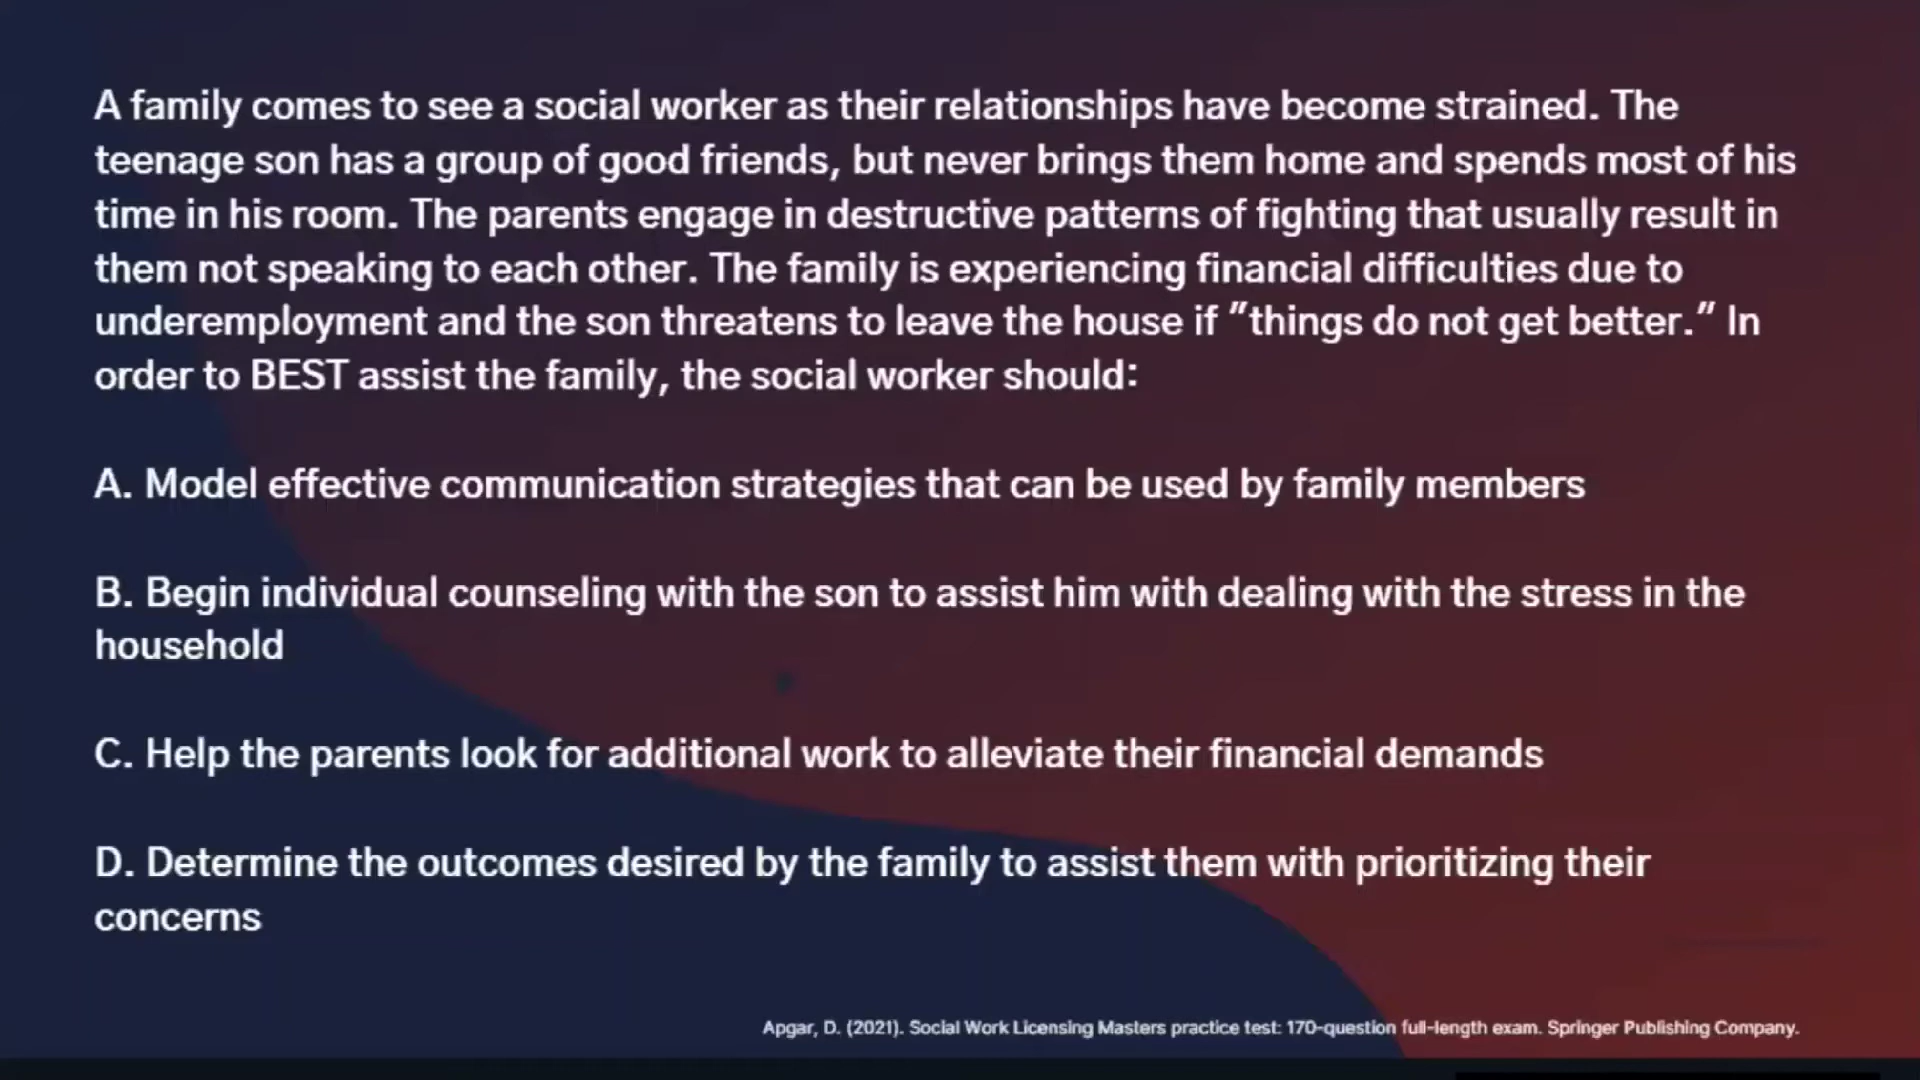 A family comes to see a social worker as their relationships have become strained. The
teenage son has a group of good friends, but never brings them home and spends most of his
time in his room. The parents engage in destructive patterns of fighting that usually result in
them not speaking to each other. The family is experiencing financial difficulties due to
underemployment and the son threatens to leave the house if "things do not get better." In
order to BEST assist the family, the social worker should:
A. Model effective communication strategies that can be used by family members
B. Begin individual counseling with the son to assist him with dealing with the stress in the
household
C. Help the parents look for additional work to alleviate their financial demands
D. Determine the outcomes desired by the family to assist them with prioritizing their
concerns
Apgar, D. (2021). Social Work Licensing Masters practice test: 170-question full-length exam. Springer Publishing Company.